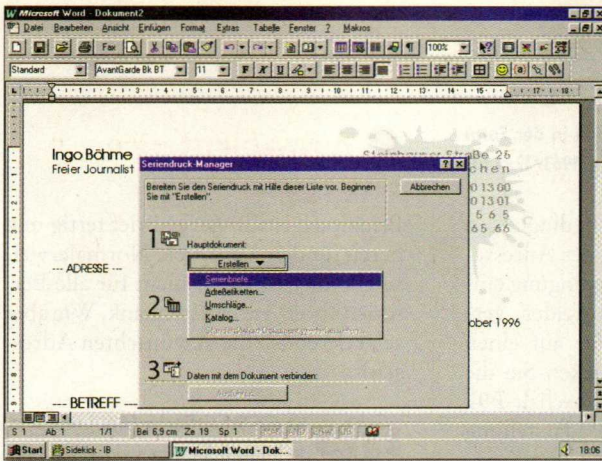 Microsoft Word - Dokument2
Datei Bearbeiten Ansicht Einfügen Format Extras Tabelle Fenster ? Makros
Fax 100%
Standard AvantGarde Bk BT 11 F K U
Ingo Böhme
Freier Journalist
Straße 26
chen
0 13 00
0 13 01
5 6 5
65 66
Seriendruck-Manager
Bereiten Sie den Seriendruck mit Hilfe dieser Liste vor. Beginnen
Sie mit "Erstellen".
Abbrechen
1 Hauptdokument:
Erstellen
Serienbriefe...
Adreßetiketten...
Umschläge...
Katalog...
2
3 Daten mit dem Dokument verbinden:
--- ADRESSE ---
ober 1996
--- BETREFF ---
S 1 Ab 1 1/1 Bei 6,9 cm Ze 19 Sp 1
Start Sidekick - IB Microsoft Word - Dok... 18:06